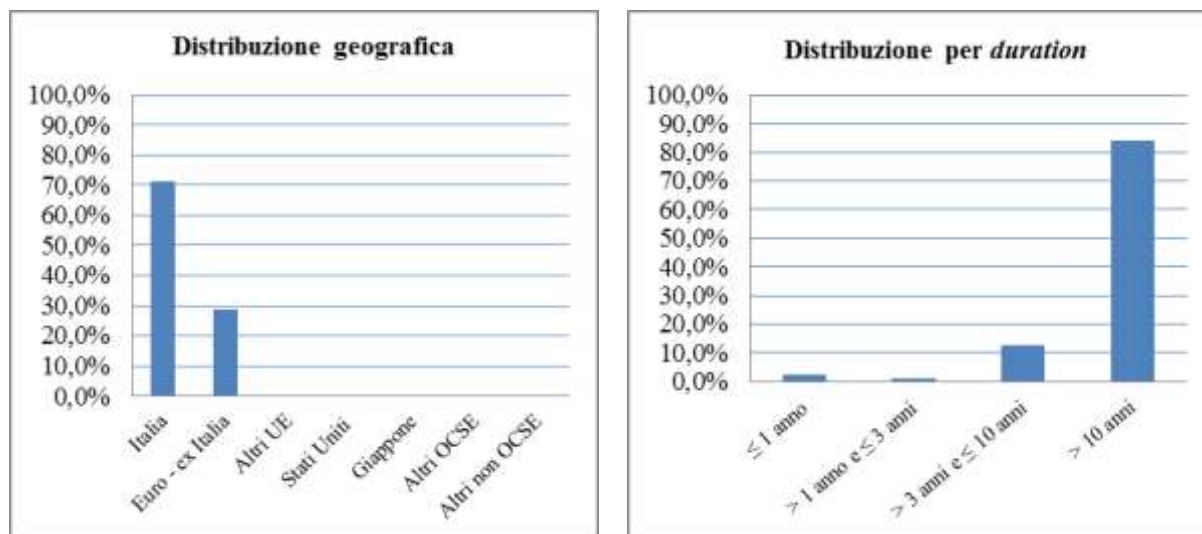 Distribuzione geografica
100,0%
90,0%
80,0%
70,0%
60,0%
50,0%
40,0%
30,0%
20,0%
10,0%
0,0%
Italia
Euro - ex Italia
Altri UE
Stati Uniti
Giappone
Altri OCSE
Altri non OCSE
Distribuzione per duration
100,0%
90,0%
80,0%
70,0%
60,0%
50,0%
40,0%
30,0%
20,0%
10,0%
0,0%
≤ 1 anno
> 1 anno e ≤ 3 anni
> 3 anni e ≤ 10 anni
> 10 anni